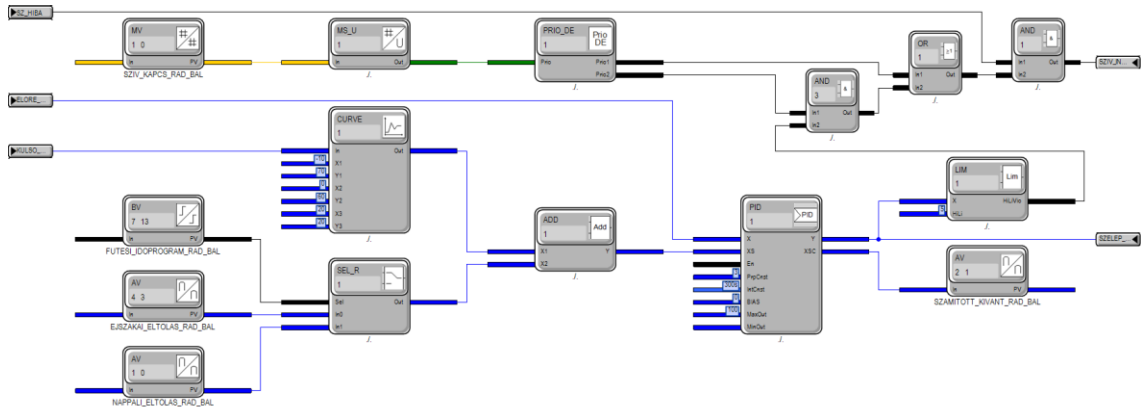 SZ_HIBA
MV
1 0
In PV
SZIV_KAPCS_RAD_BAL
MS_U
1
In Out
PRIO_DE
1
Prio DE
Prio Prio1
Prio2
AND
3
&
In1 Out
In2
OR
1
≥1
In1 Out
In2
AND
1
&
In1 Out
In2
SZIV_IN...
ELORE_...
KULSO_...
CURVE
1
In Out
X1
Y1
X2
Y2
X3
Y3
BV
7 13
In PV
FUTESI_IDOPROGRAM_RAD_BAL
AV
4 3
In PV
EJSZAKAI_ELTOLAS_RAD_BAL
AV
1 0
In PV
NAPPALI_ELTOLAS_RAD_BAL
SEL_R
1
Sel Out
In0
In1
ADD
1
Add
X1 Y
X2
PID
1
PID
X Y
XS XSC
En
PrpCnst
IntCnst
BIAS
MaxOut
MinOut
300s
100
LIM
1
Lim
X HiLiVio
HiLi
5
SZELEP_...
AV
2 1
In PV
SZAMITOTT_KIVANT_RAD_BAL